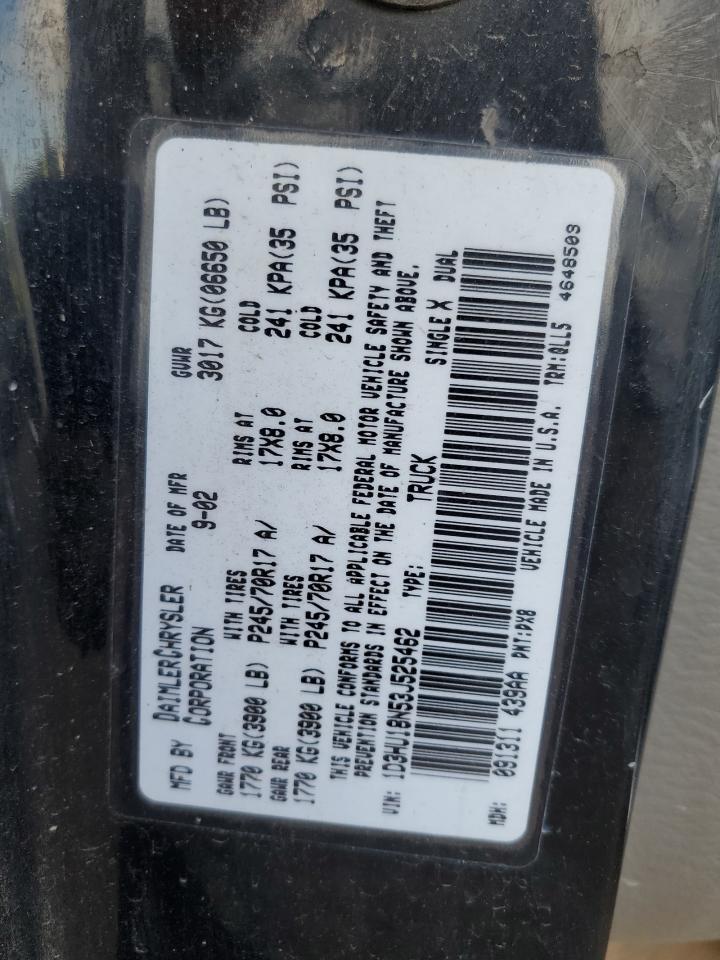 MFD BY DAIMLERCHRYSLER CORPORATION DATE OF MFR 9-02 GVWR 3017 KG(06650 LB)
GAWR FRONT WITH TIRES RIMS AT COLD
1770 KG(3900 LB) P245/70R17 A/ 17X8.0 241 KPA(35 PSI)
GAWR REAR WITH TIRES RIMS AT COLD
1770 KG(3900 LB) P245/70R17 A/ 17X8.0 241 KPA(35 PSI)
THIS VEHICLE CONFORMS TO ALL APPLICABLE FEDERAL MOTOR VEHICLE SAFETY AND THEFT
PREVENTION STANDARDS IN EFFECT ON THE DATE OF MANUFACTURE SHOWN ABOVE.
VIN: 1D3HU18N53J525462 TYPE: TRUCK SINGLE X DUAL
MDH: 091311 439AA PNT:PX8 VEHICLE MADE IN U.S.A. TRM:QLL5 4648509